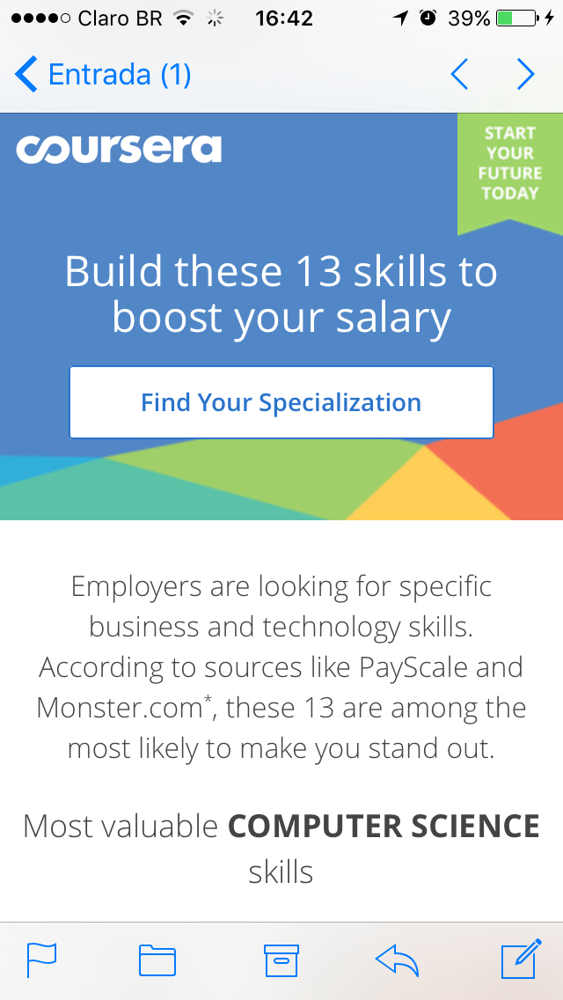 Claro BR 16:42 39%
Entrada (1)
coursera
START
YOUR
FUTURE
TODAY
Build these 13 skills to
boost your salary
Find Your Specialization
Employers are looking for specific
business and technology skills.
According to sources like PayScale and
Monster.com*, these 13 are among the
most likely to make you stand out.
Most valuable COMPUTER SCIENCE
skills